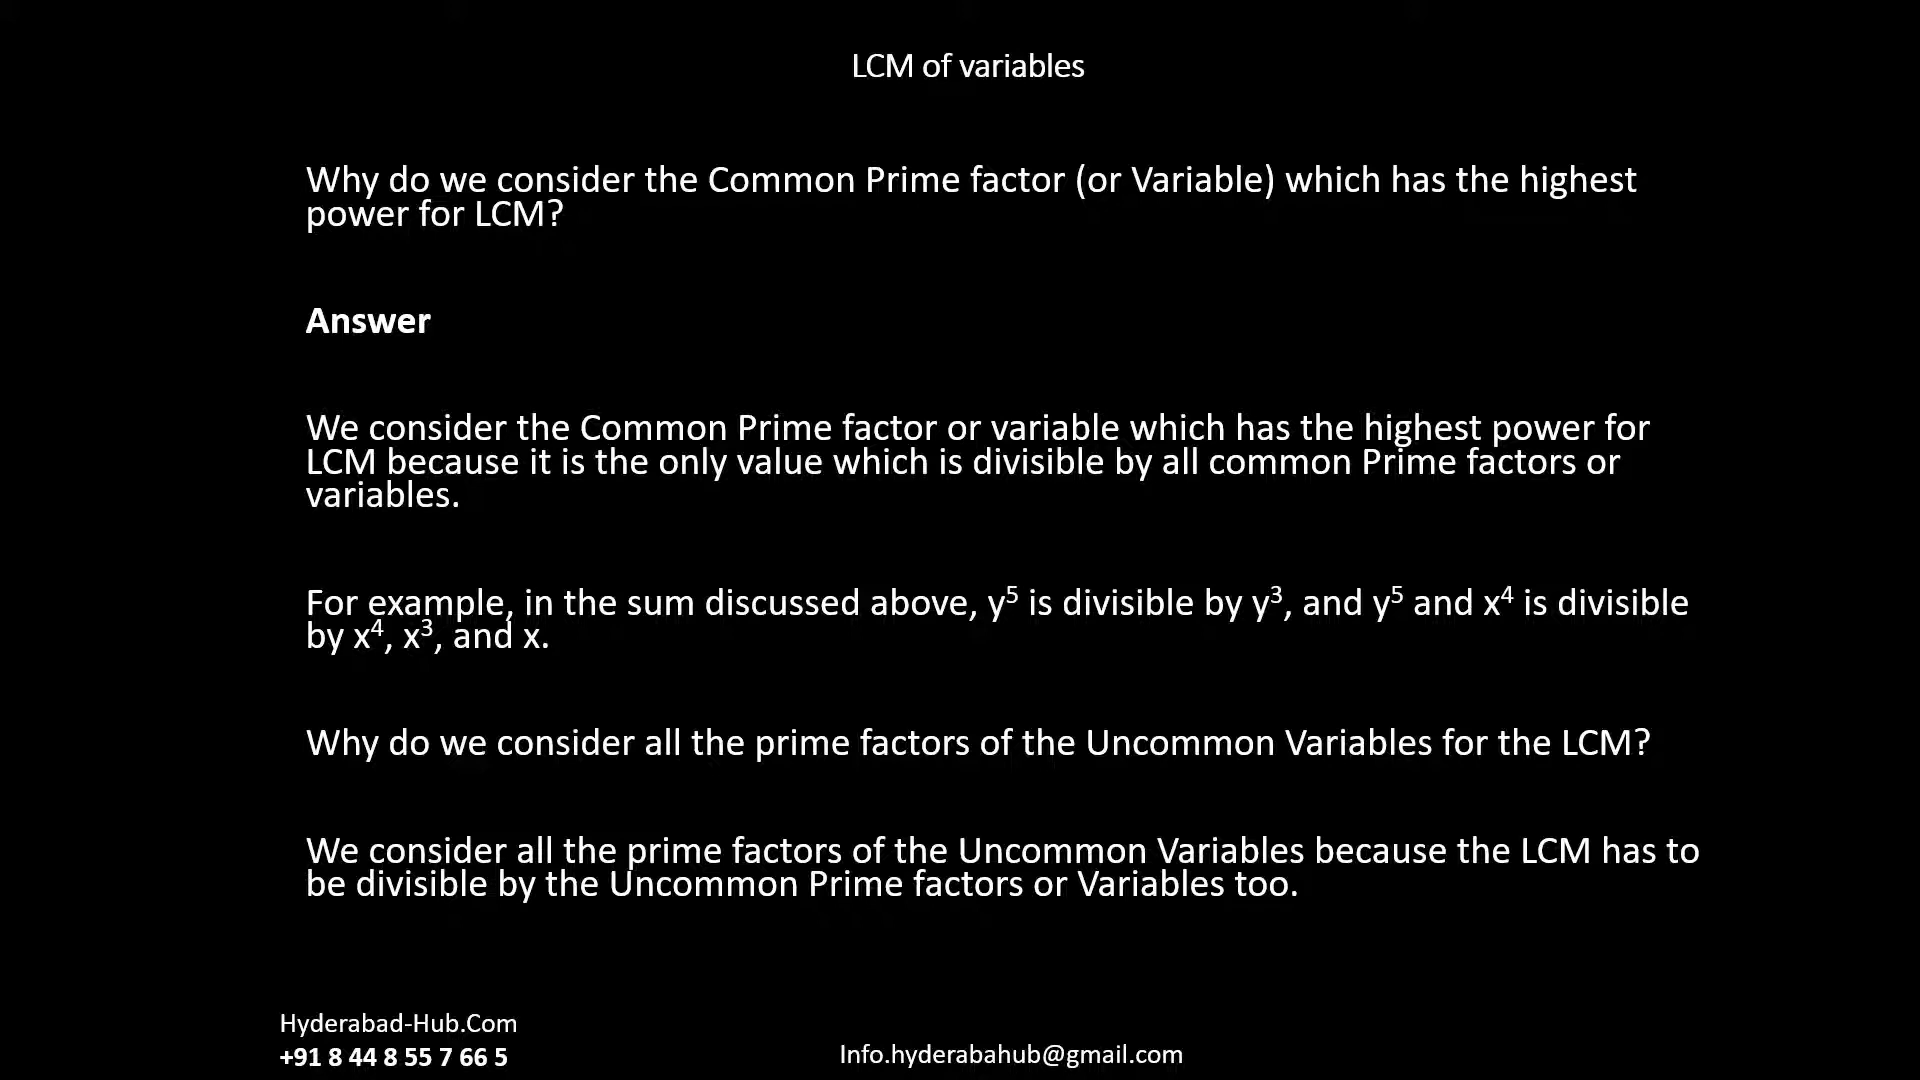 LCM of variables
Why do we consider the Common Prime factor (or Variable) which has the highest
power for LCM?
Answer
We consider the Common Prime factor or variable which has the highest power for
LCM because it is the only value which is divisible by all common Prime factors or
variables.
For example, in the sum discussed above, y⁵ is divisible by y³, and y⁵ and x⁴ is divisible
by x⁴, x³, and x.
Why do we consider all the prime factors of the Uncommon Variables for the LCM?
We consider all the prime factors of the Uncommon Variables because the LCM has to
be divisible by the Uncommon Prime factors or Variables too.
Hyderabad-Hub.Com
+91 8 44 8 55 7 66 5
Info.hyderabahub@gmail.com